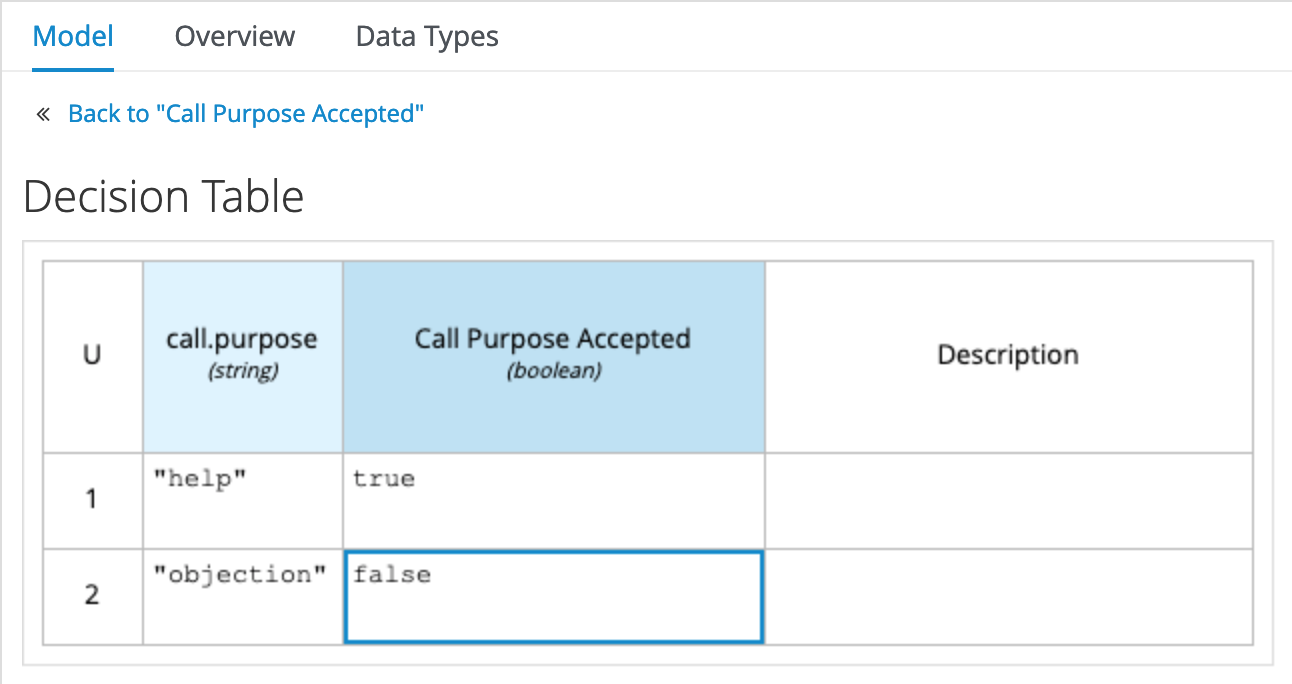 Model Overview Data Types
« Back to "Call Purpose Accepted"
Decision Table
U call.purpose (string) Call Purpose Accepted (boolean) Description
1 "help" true
2 "objection" false